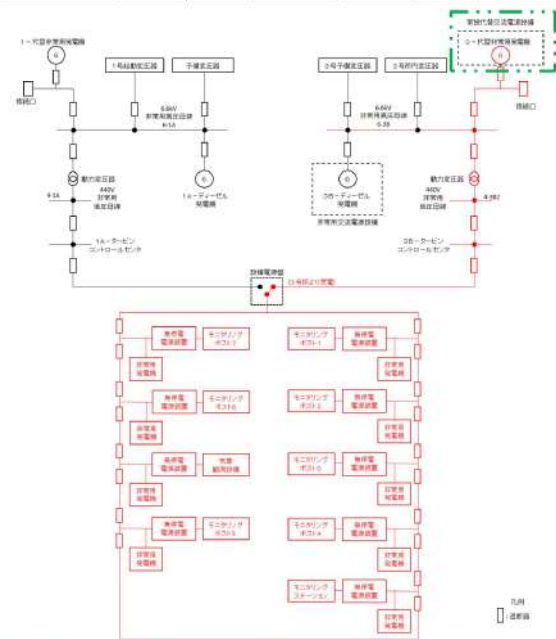 常設代替交流電源設備
1-代替非常用発電機
G
3-代替非常用発電機
G
1号起動変圧器
予備変圧器
3号予備変圧器
3号所内変圧器
接続口
接続口
6.6kV
非常用高圧母線
6-1A
6.6kV
非常用高圧母線
6-3B
動力変圧器
440V
非常用
低圧母線
G
1A-ディーゼル
発電機
G
3B-ディーゼル
発電機
非常用交流電源設備
動力変圧器
440V
非常用
低圧母線
4-3B2
1A-タービン
コントロールセンタ
3B-タービン
コントロールセンタ
設備電源盤
(3号炉より受電)
無停電
電源装置
モニタリング
ポスト7
非常用
発電機
モニタリング
ポスト1
無停電
電源装置
非常用
発電機
無停電
電源装置
モニタリング
ポスト6
非常用
発電機
モニタリング
ポスト2
無停電
電源装置
非常用
発電機
無停電
電源装置
気象
観測設備
非常用
発電機
モニタリング
ポスト3
無停電
電源装置
非常用
発電機
無停電
電源装置
モニタリング
ポスト5
非常用
発電機
モニタリング
ポスト4
無停電
電源装置
非常用
発電機
モニタリング
ステーション
無停電
電源装置
非常用
発電機
凡例
:遮断器